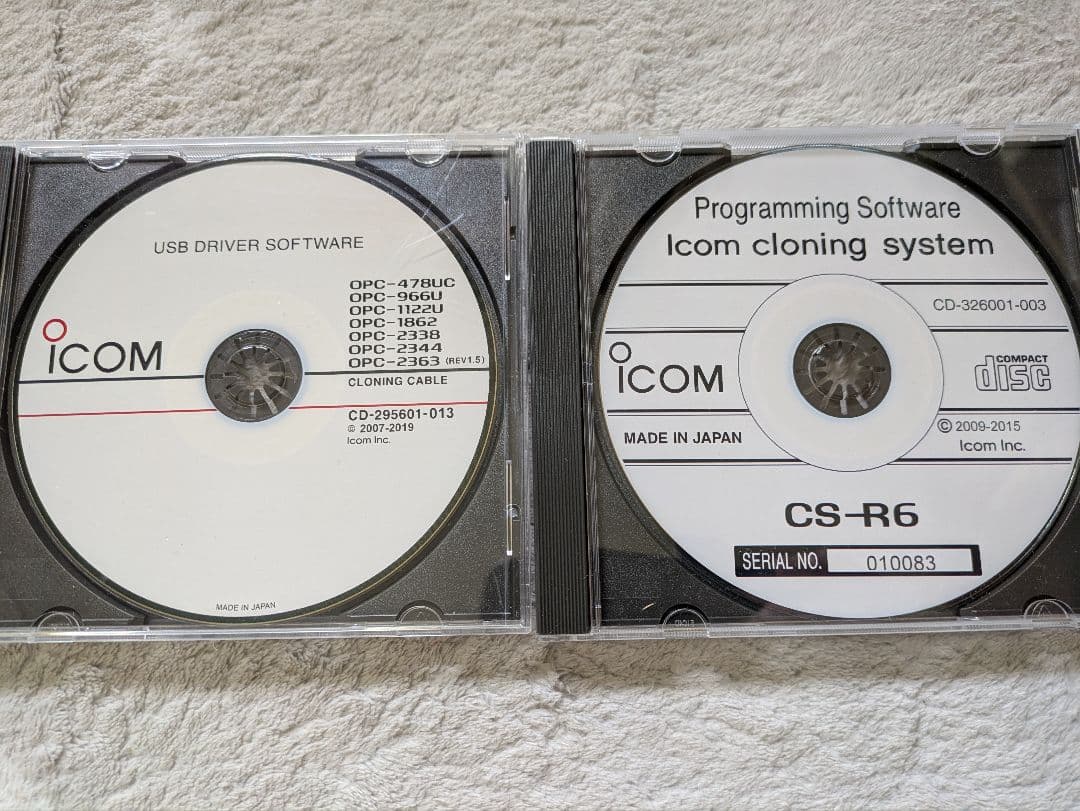 USB DRIVER SOFTWARE
OPC-478UC
OPC-966U
OPC-1122U
OPC-1862
OPC-2338
OPC-2344
OPC-2363 (REV1.5)
ICOM
CLONING CABLE
CD-295601-013
© 2007-2019
Icom Inc.
MADE IN JAPAN
Programming Software
Icom cloning system
CD-326001-003
ICOM
COMPACT
disc
MADE IN JAPAN
© 2009-2015
Icom Inc.
CS-R6
SERIAL NO. 010083